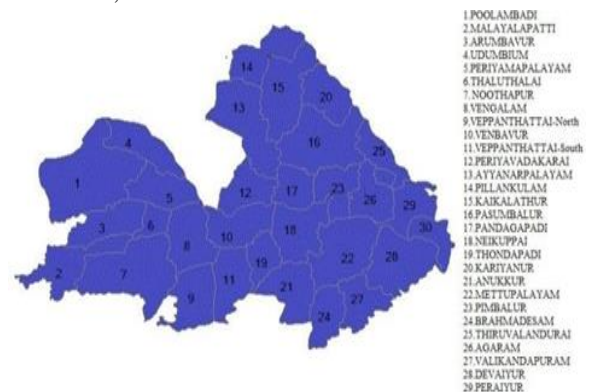 1.POOLAMBADI
2.MALAYALAPATTI
3.ARUMBAVUR
4.UDUMBIUM
5.PERIYAMAPALAYAM
6.THALUTHALAI
7.NOOTHAPUR
8.VENGALAM
9.VEPPANTHATTAI-North
10.VENBAVUR
11.VEPPANTHATTAI-South
12.PERIYAVADAKARAI
13.AYYANARPALAYAM
14.PILLANKULAM
15.KAIKALATHUR
16.PASUMBALUR
17.PANDAGAPADI
18.NEIKUPPAI
19.THONDAPADI
20.KARIYANUR
21.ANUKKUR
22.METTUPALAYAM
23.PIMBALUR
24.BRAHMADESAM
25.THIRUVALANDURAI
26.AGARAM
27.VALIKANDAPURAM
28.DEVAIYUR
29.PERAIYUR
14
15
20
13
16
25
4
1
5
12
17
23
26
29
3
6
10
18
30
8
22
28
2
7
19
11
21
9
27
24